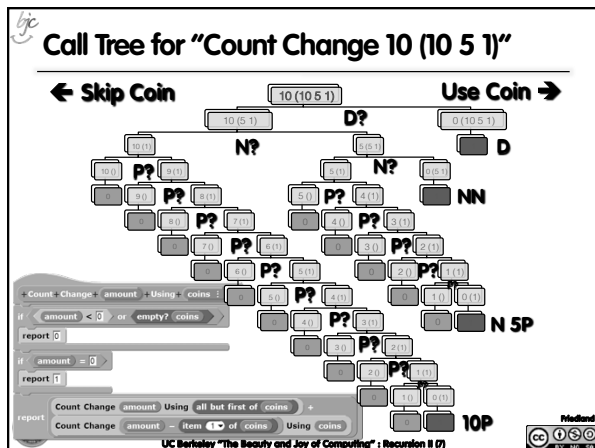 bjc
Call Tree for "Count Change 10 (10 5 1)"
← Skip Coin
Use Coin →
10 (10 5 1)
10 (5 1) D? 0 (10 5 1)
10 (1) N? 5 (5 1) D
10 () P? 9 (1) 5 (1) N? 0 (5 1)
0 9 () P? 8 (1) 5 () P? 4 (1) NN
0 8 () P? 7 (1) 0 4 () P? 3 (1)
0 7 () P? 6 (1) 0 3 () P? 2 (1)
0 6 () P? 5 (1) 0 2 () P? 1 (1)
0 5 () P? 4 (1) 0 1 () 0 (1)
0 4 () P? 3 (1) 0 N 5P
0 3 () P? 2 (1)
0 2 () P? 1 (1)
0 1 () 0 (1)
0 10P
+Count+Change+ amount +Using+ coins
if amount < 0 or empty? coins
report 0
if amount = 0
report 1
report Count Change amount Using all but first of coins +
Count Change amount - item 1 of coins Using coins
UC Berkeley "The Beauty and Joy of Computing" : Recursion II (7)
Friedland
cc